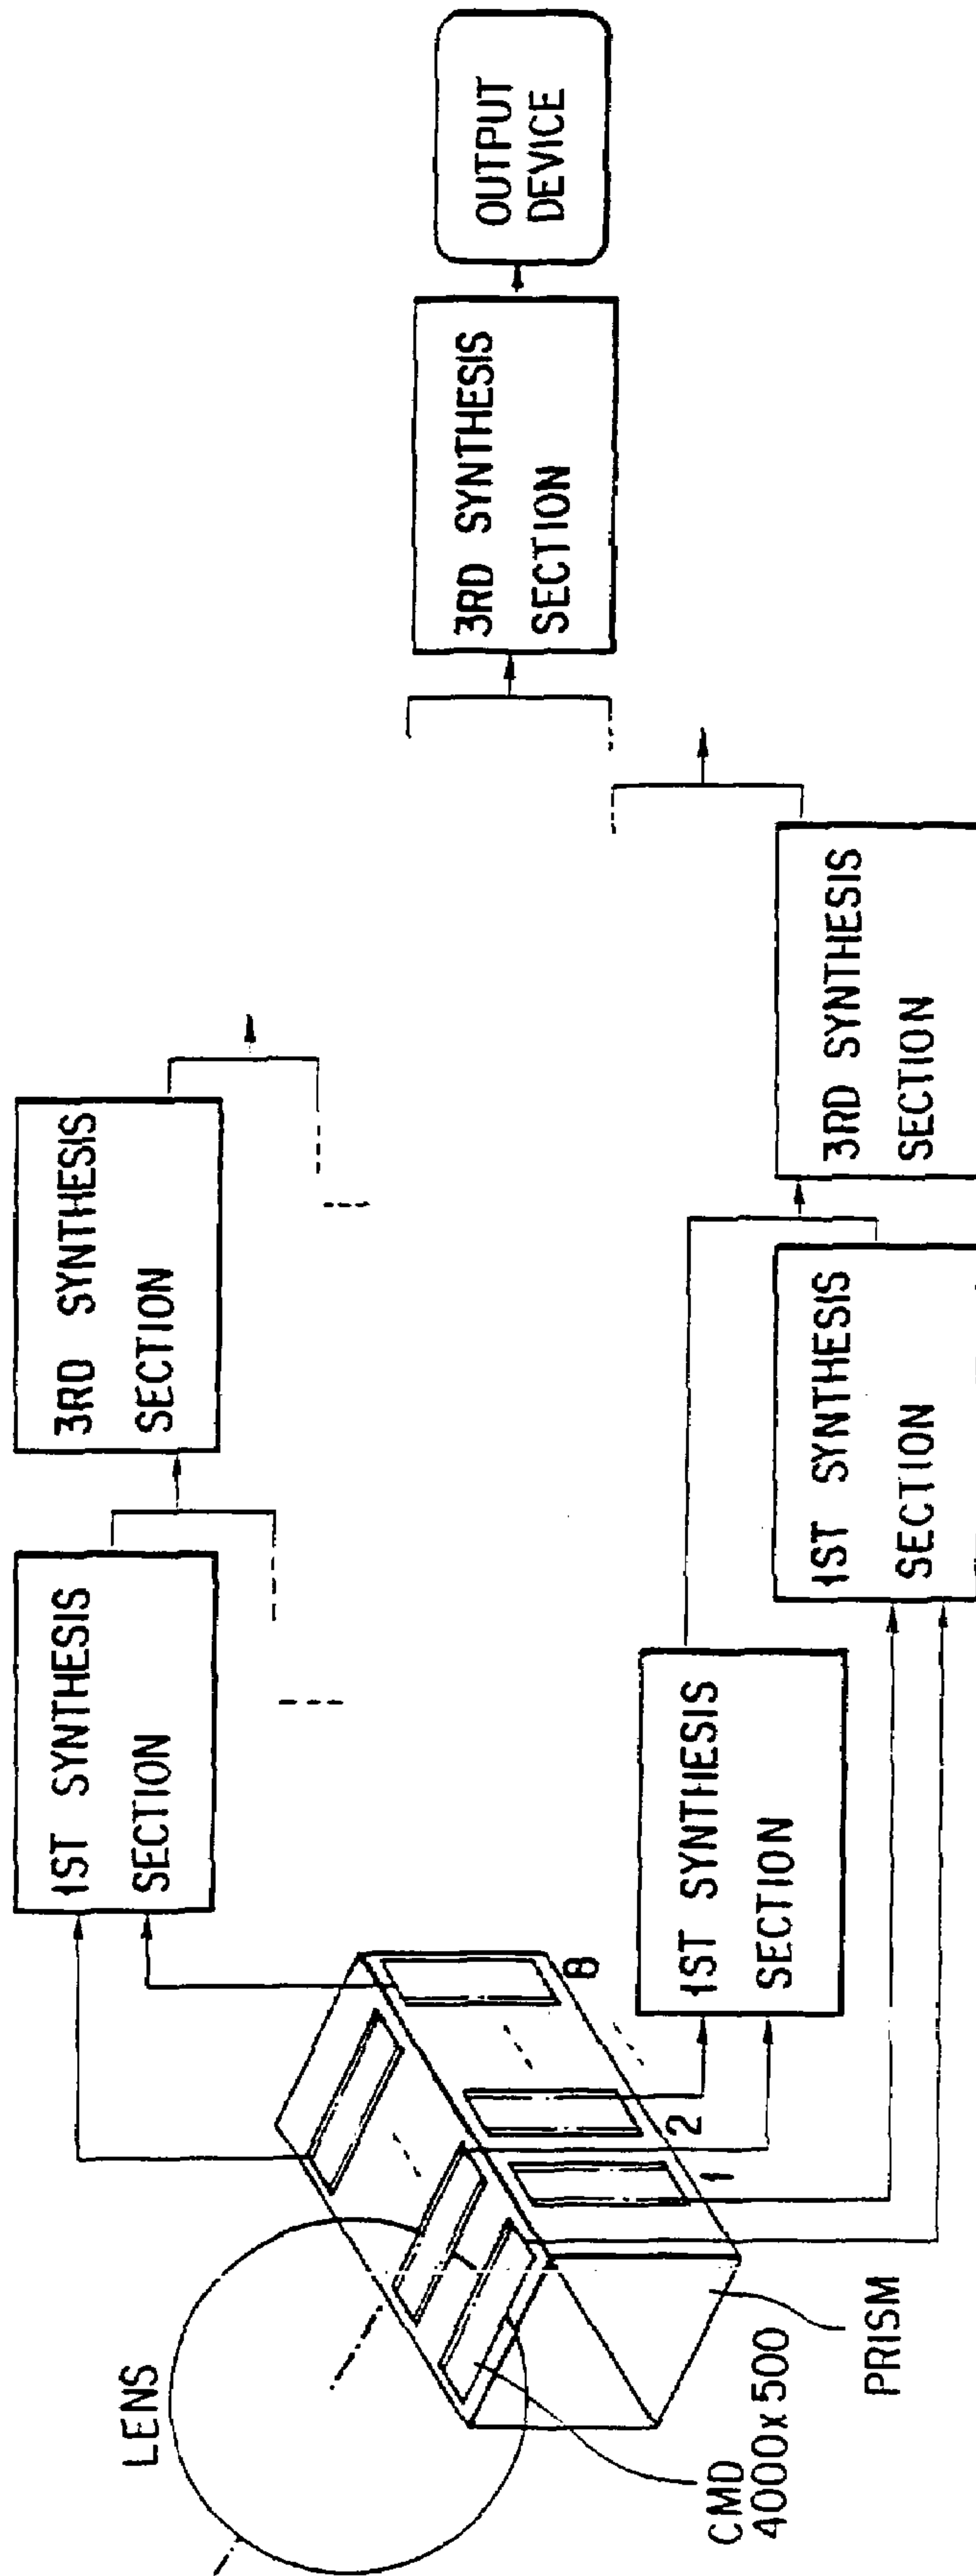 LENS
CMD
4000x500
PRISM
1
2
8
1ST SYNTHESIS
SECTION
1ST SYNTHESIS
SECTION
1ST SYNTHESIS
SECTION
3RD SYNTHESIS
SECTION
3RD SYNTHESIS
SECTION
3RD SYNTHESIS
SECTION
OUTPUT
DEVICE